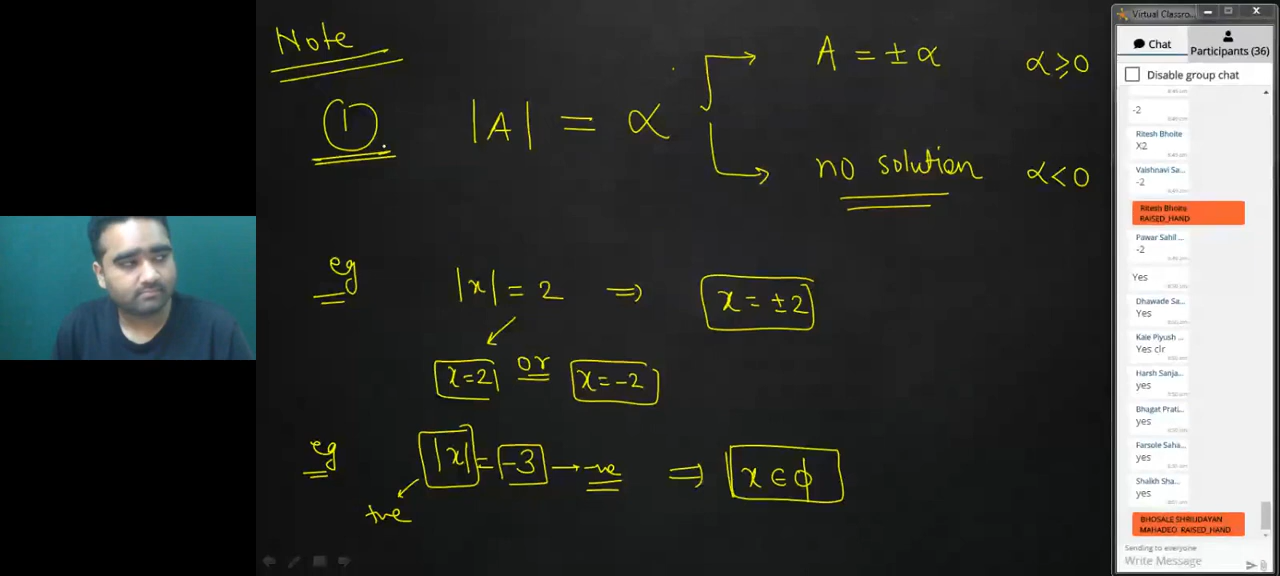 Note
① |A| = α
A = ± α α ≥ 0
no solution α < 0
eg |x| = 2 ⇒ x = ±2
x = 2 or x = -2
eg |x| = -3 → -ve ⇒ x ∈ ϕ
+ve
Virtual Classro...
Chat
Participants (36)
Disable group chat
-2
Ritesh Bhoite
X2
Vaishnavi Sa...
-2
Ritesh Bhoite
RAISED_HAND
Pawar Sahil ...
-2
Yes
Dhawade Sa...
Yes
Kale Piyush ...
Yes clr
Harsh Sanja...
yes
Bhagat Prati...
yes
Farsole Saha...
yes
Shaikh Sha...
yes
BHOSALE SHRUDAYAN
MAHADEO RAISED_HAND
Sending to everyone
Write Message